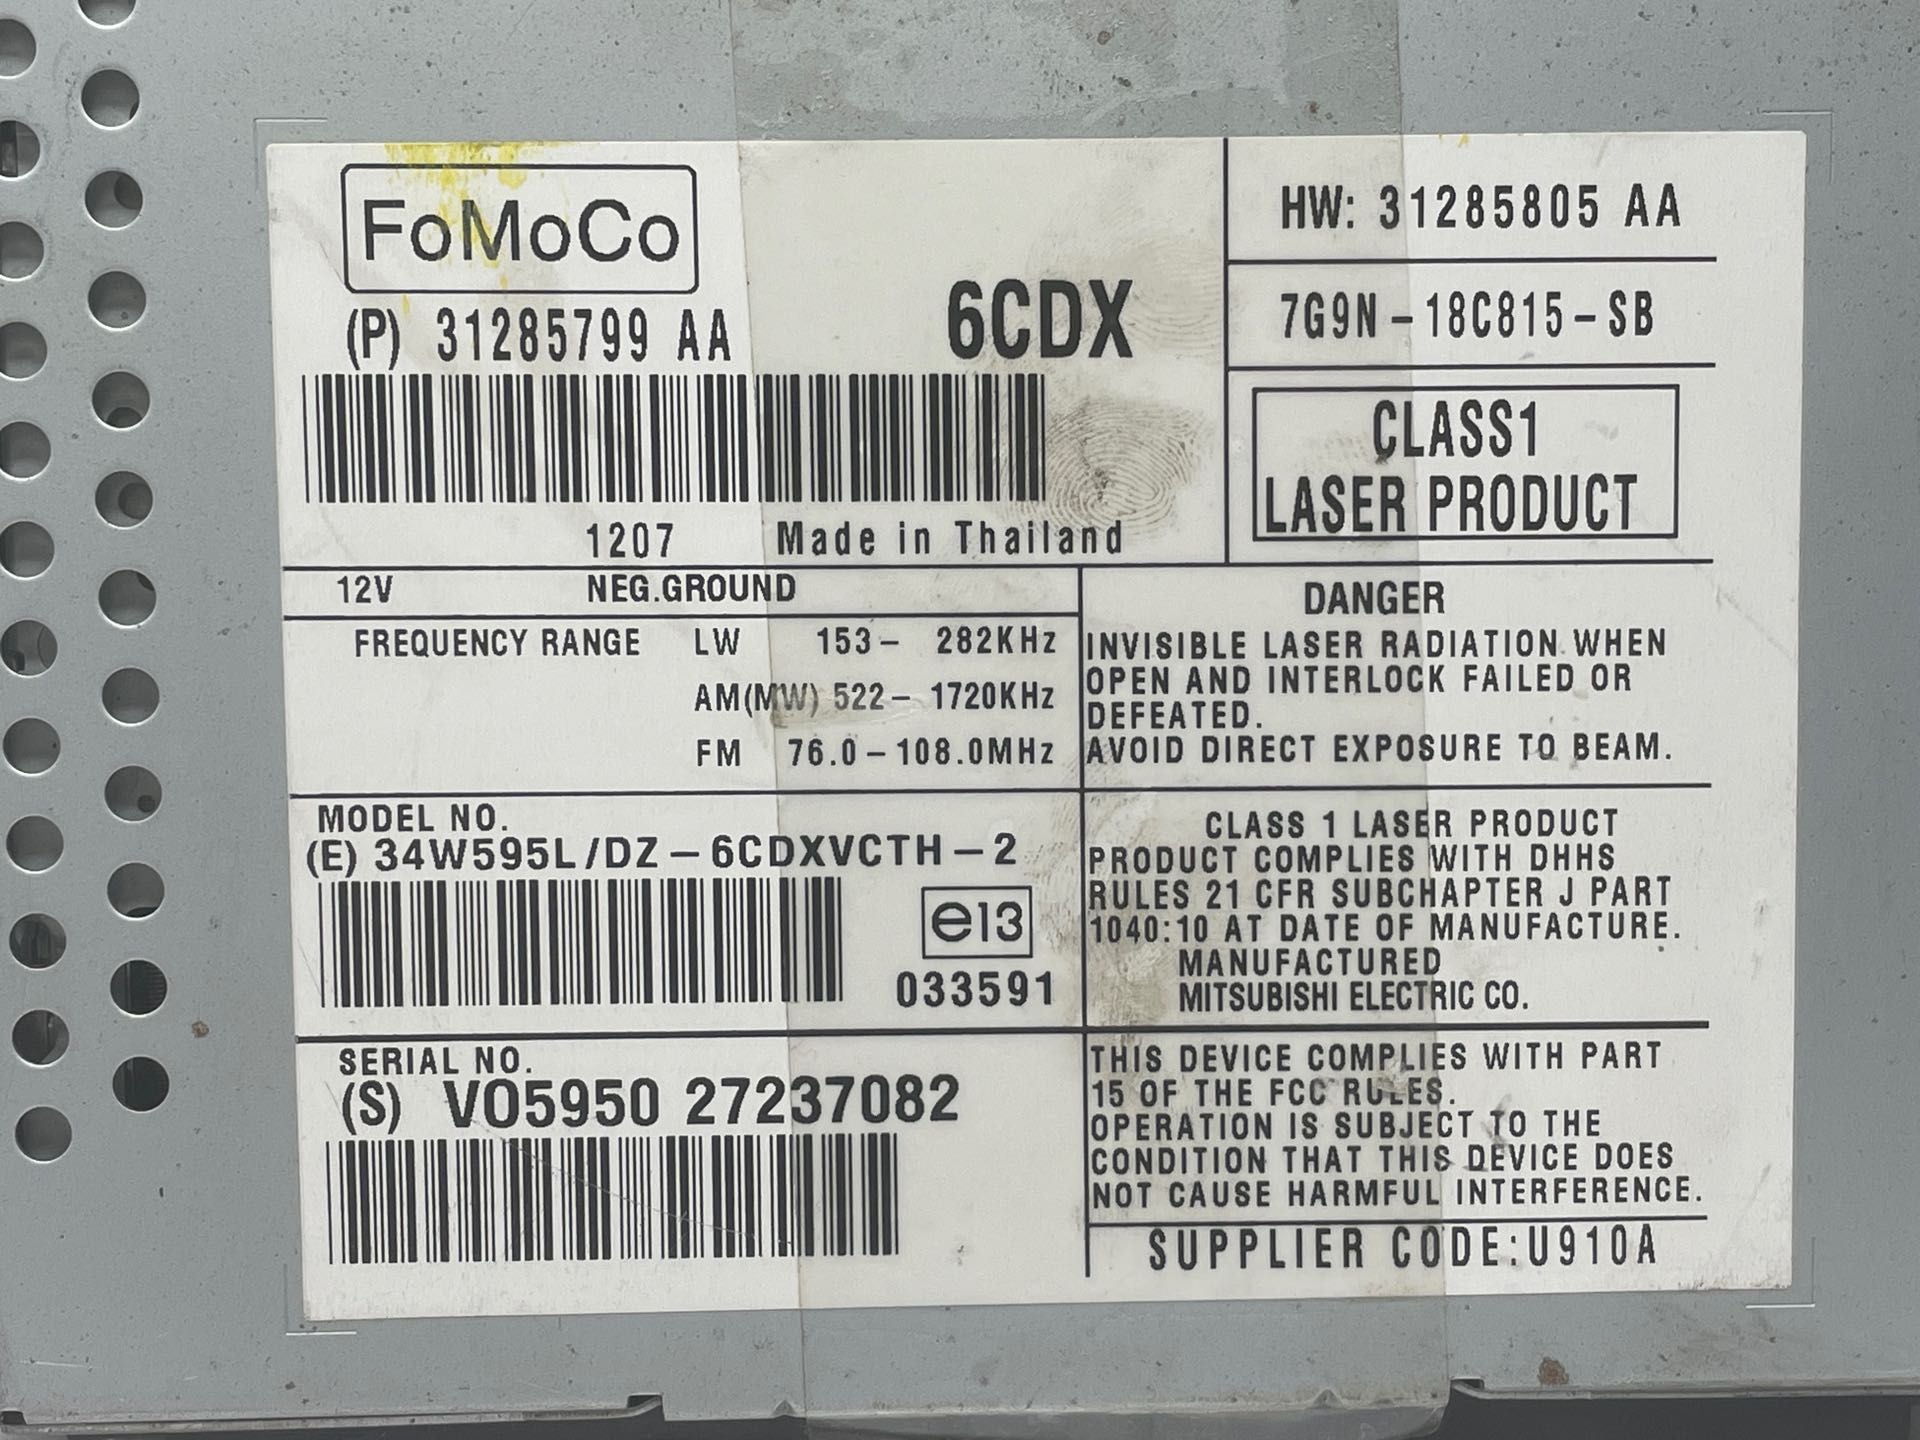 FoMoCo
(P) 31285799 AA
6CDX
1207 Made in Thailand
HW: 31285805 AA
7G9N-18C815-SB
CLASS1
LASER PRODUCT
12V NEG.GROUND
FREQUENCY RANGE LW 153- 282KHz
AM(MW) 522- 1720KHz
FM 76.0-108.0MHz
DANGER
INVISIBLE LASER RADIATION WHEN
OPEN AND INTERLOCK FAILED OR
DEFEATED.
AVOID DIRECT EXPOSURE TO BEAM.
MODEL NO.
(E) 34W595L/DZ-6CDXVCTH-2
e13
033591
CLASS 1 LASER PRODUCT
PRODUCT COMPLIES WITH DHHS
RULES 21 CFR SUBCHAPTER J PART
1040:10 AT DATE OF MANUFACTURE.
MANUFACTURED
MITSUBISHI ELECTRIC CO.
SERIAL NO.
(S) VO5950 27237082
THIS DEVICE COMPLIES WITH PART
15 OF THE FCC RULES.
OPERATION IS SUBJECT TO THE
CONDITION THAT THIS DEVICE DOES
NOT CAUSE HARMFUL INTERFERENCE.
SUPPLIER CODE:U910A